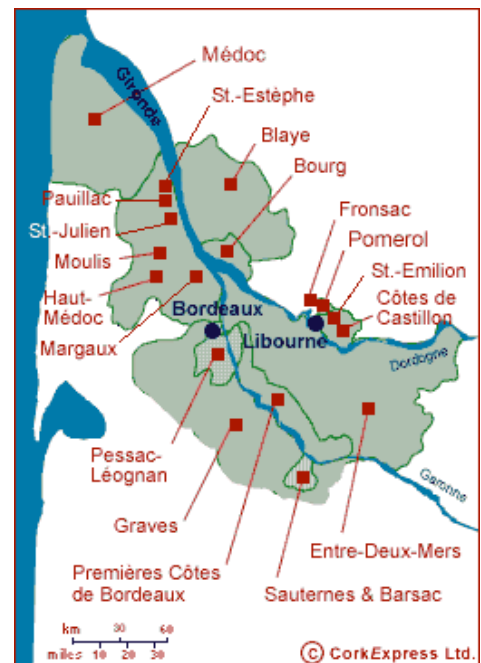 Médoc
Gironde
St.-Estèphe
Blaye
Bourg
Pauillac
St.-Julien
Moulis
Haut-
Médoc
Margaux
Fronsac
Pomerol
St.-Emilion
Côtes de
Castillon
Bordeaux
Libourne
Dordogne
Pessac-
Léognan
Graves
Garonne
Entre-Deux-Mers
Premières Côtes
de Bordeaux
Sauternes & Barsac
km 30 60
miles 10 20 30
© CorkExpress Ltd.